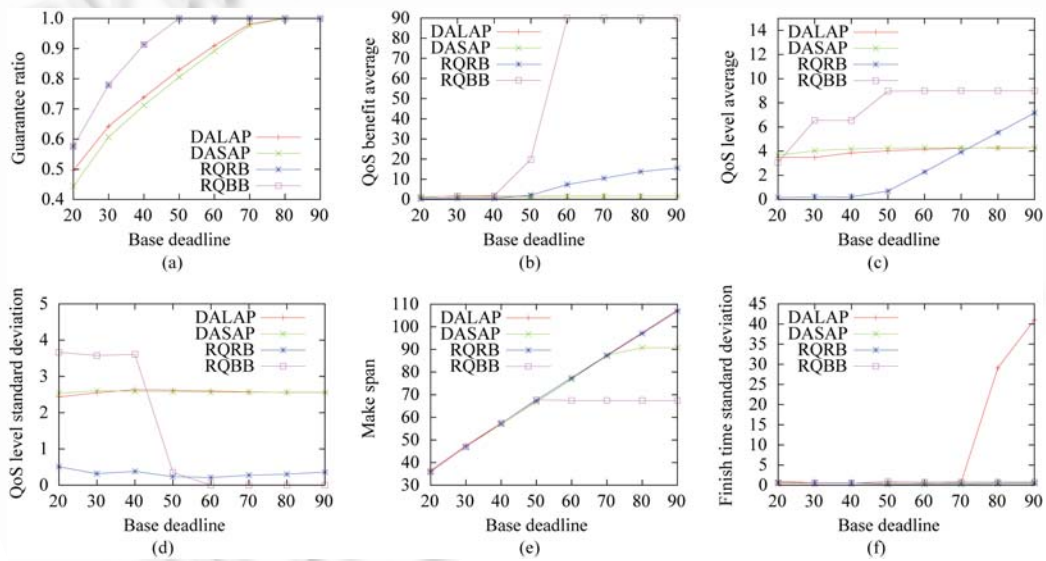 Guarantee ratio
1.0
0.9
0.8
0.7
0.6
0.5
0.4
DALAP
DASAP
RQRB
RQBB
20 30 40 50 60 70 80 90
Base deadline
(a)
QoS benefit average
90
80
70
60
50
40
30
20
10
0
DALAP
DASAP
RQRB
RQBB
20 30 40 50 60 70 80 90
Base deadline
(b)
QoS level average
14
12
10
8
6
4
2
0
DALAP
DASAP
RQRB
RQBB
20 30 40 50 60 70 80 90
Base deadline
(c)
QoS level standard deviation
5
4
3
2
1
0
DALAP
DASAP
RQRB
RQBB
20 30 40 50 60 70 80 90
Base deadline
(d)
Make span
110
100
90
80
70
60
50
40
30
DALAP
DASAP
RQRB
RQBB
20 30 40 50 60 70 80 90
Base deadline
(e)
Finish time standard deviation
45
40
35
30
25
20
15
10
5
0
DALAP
DASAP
RQRB
RQBB
20 30 40 50 60 70 80 90
Base deadline
(f)